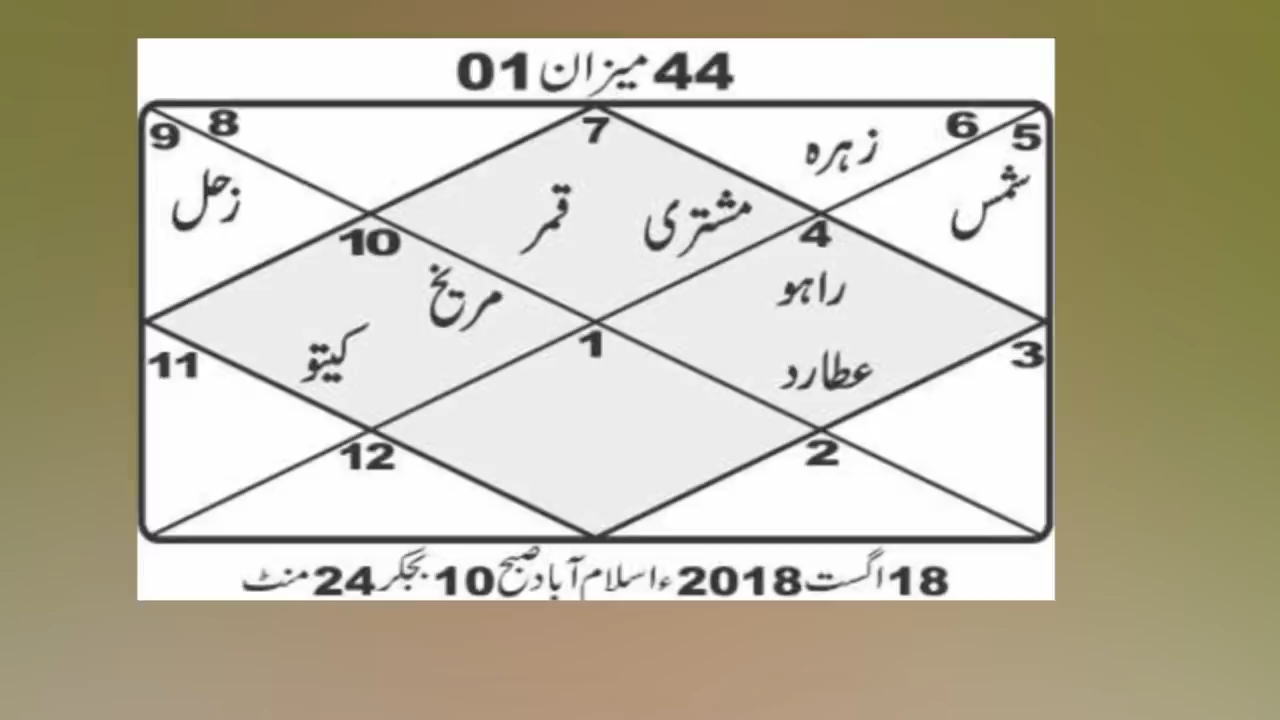 44 میزان 01
7
8
9
6
5
زہرہ
شمس
زحل
قمر
مشتری
10
4
مریخ
راہو
کیتو
عطارد
11
1
3
12
2
18 اگست 2018ء اسلام آباد صبح 10 بجکر 24 منٹ